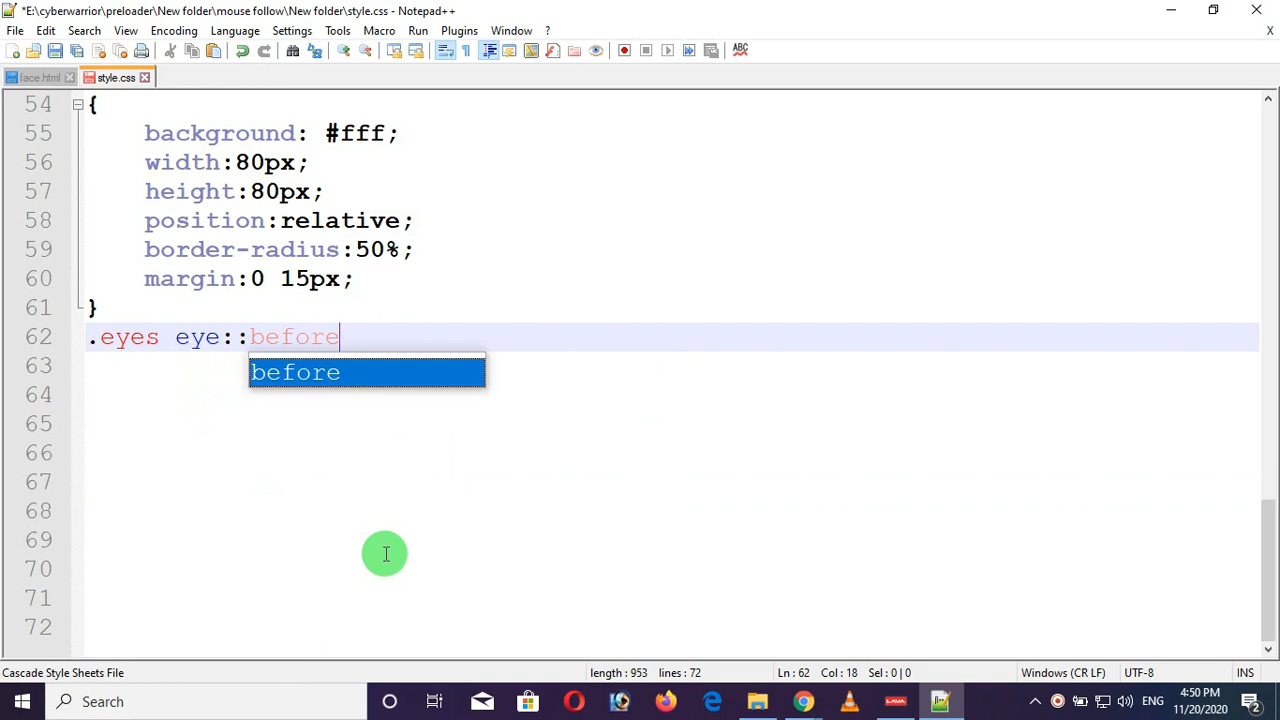 *E:\cyberwarrior\preloader\New folder\mouse follow\New folder\style.css - Notepad++
File Edit Search View Encoding Language Settings Tools Macro Run Plugins Window ?
X
ABC
face.html style.css
54 {
55 background: #fff;
56 width:80px;
57 height:80px;
58 position:relative;
59 border-radius:50%;
60 margin:0 15px;
61 }
62 .eyes eye::before
63 before
64
65
66
67
68
69
70
71
72
Cascade Style Sheets File length : 953 lines : 72 Ln : 62 Col : 18 Sel : 0 | 0 Windows (CR LF) UTF-8 INS
Search LAVA ENG 4:50 PM
11/20/2020 2